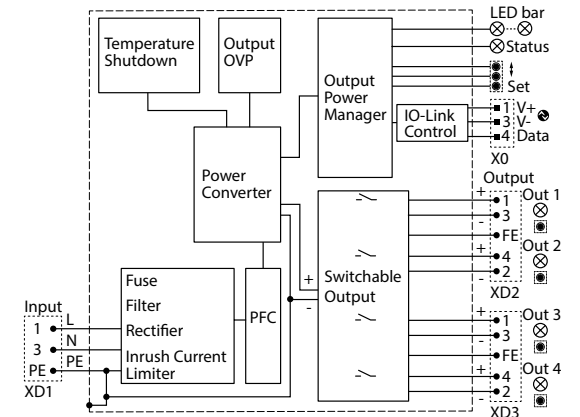 LED bar
Status
Set
Temperature
Shutdown
Output
OVP
Output
Power
Manager
IO-Link
Control
1 V+
3 V-
4 Data
X0
Power
Converter
Output
+ 1 Out 1
- 3
FE
+ 4 Out 2
- 2
XD2
+
-
Switchable
Output
Fuse
Filter
Rectifier
Inrush Current
Limiter
PFC
Input
1 L
3 N
PE PE
XD1
+ 1 Out 3
- 3
FE
+ 4 Out 4
- 2
XD3